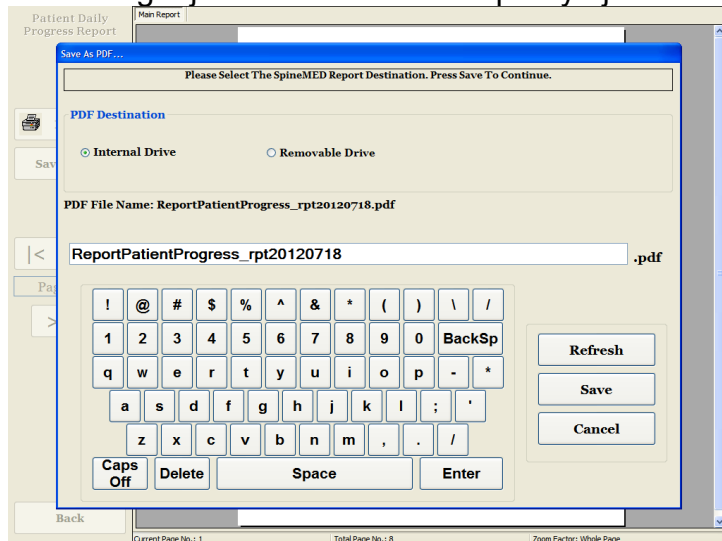 Patient Daily
Progress Report
Main Report
Save As PDF...
Please Select The SpineMED Report Destination. Press Save To Continue.
PDF Destination
Internal Drive
Removable Drive
Sav
PDF File Name: ReportPatientProgress_rpt20120718.pdf
|<
ReportPatientProgress_rpt20120718
.pdf
Pag
>
! @ # $ % ^ & * ( ) \ /
1 2 3 4 5 6 7 8 9 0 BackSp
q w e r t y u i o p - *
a s d f g h j k l ; '
z x c v b n m , . /
Caps Off Delete Space Enter
Refresh
Save
Cancel
Back
Current Page No.: 1
Total Page No.: 8
Zoom Factor: Whole Page